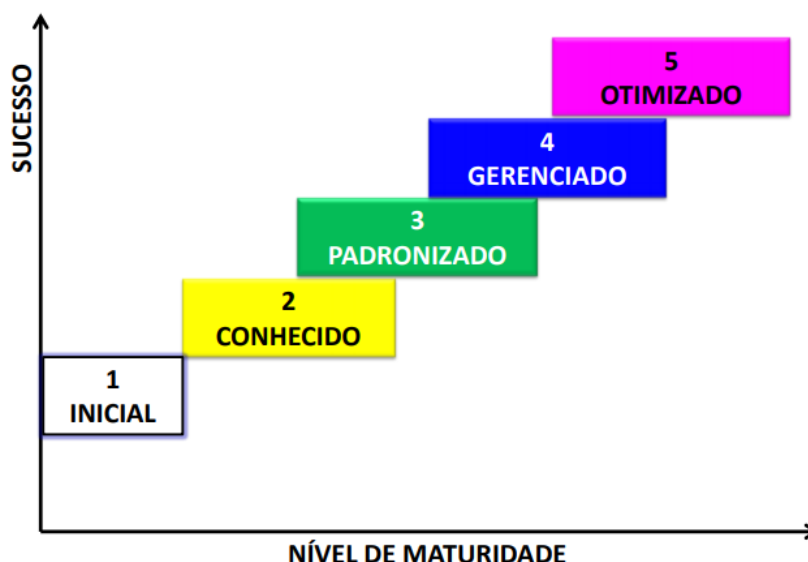 SUCESSO
5
OTIMIZADO
4
GERENCIADO
3
PADRONIZADO
2
CONHECIDO
1
INICIAL
NÍVEL DE MATURIDADE